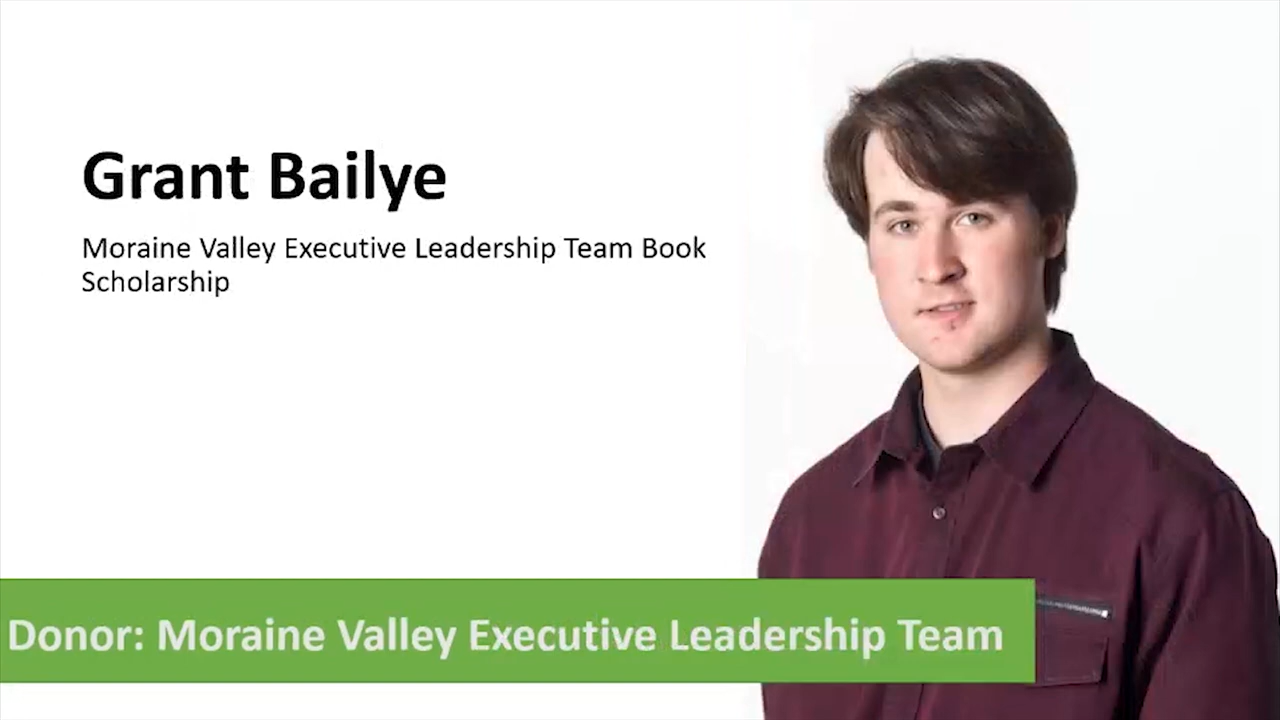 Grant Bailye
Moraine Valley Executive Leadership Team Book
Scholarship
Donor: Moraine Valley Executive Leadership Team